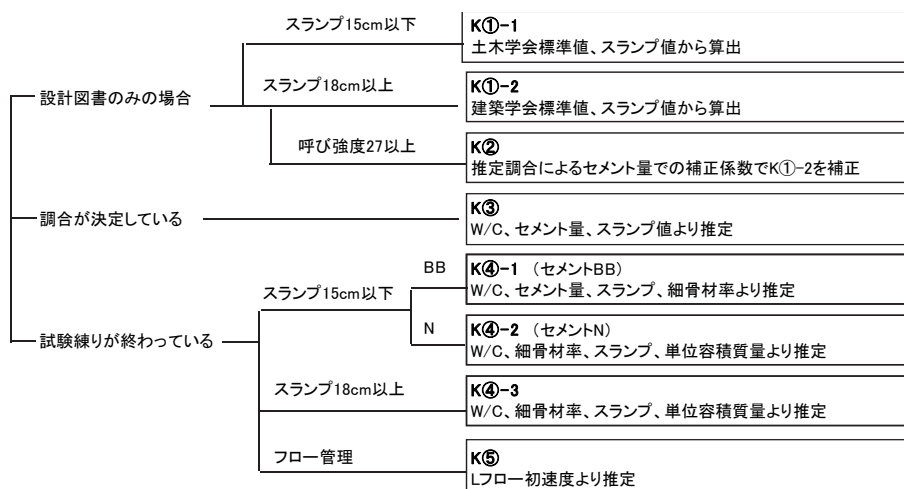 スランプ15cm以下
K①-1
土木学会標準値、スランプ値から算出
設計図書のみの場合
スランプ18cm以上
K①-2
建築学会標準値、スランプ値から算出
呼び強度27以上
K②
推定調合によるセメント量での補正係数でK①-2を補正
調合が決定している
K③
W/C、セメント量、スランプ値より推定
試験練りが終わっている
スランプ15cm以下
BB
K④-1 (セメントBB)
W/C、セメント量、スランプ、細骨材率より推定
N
K④-2 (セメントN)
W/C、細骨材率、スランプ、単位容積質量より推定
スランプ18cm以上
K④-3
W/C、細骨材率、スランプ、単位容積質量より推定
フロー管理
K⑤
Lフロー初速度より推定